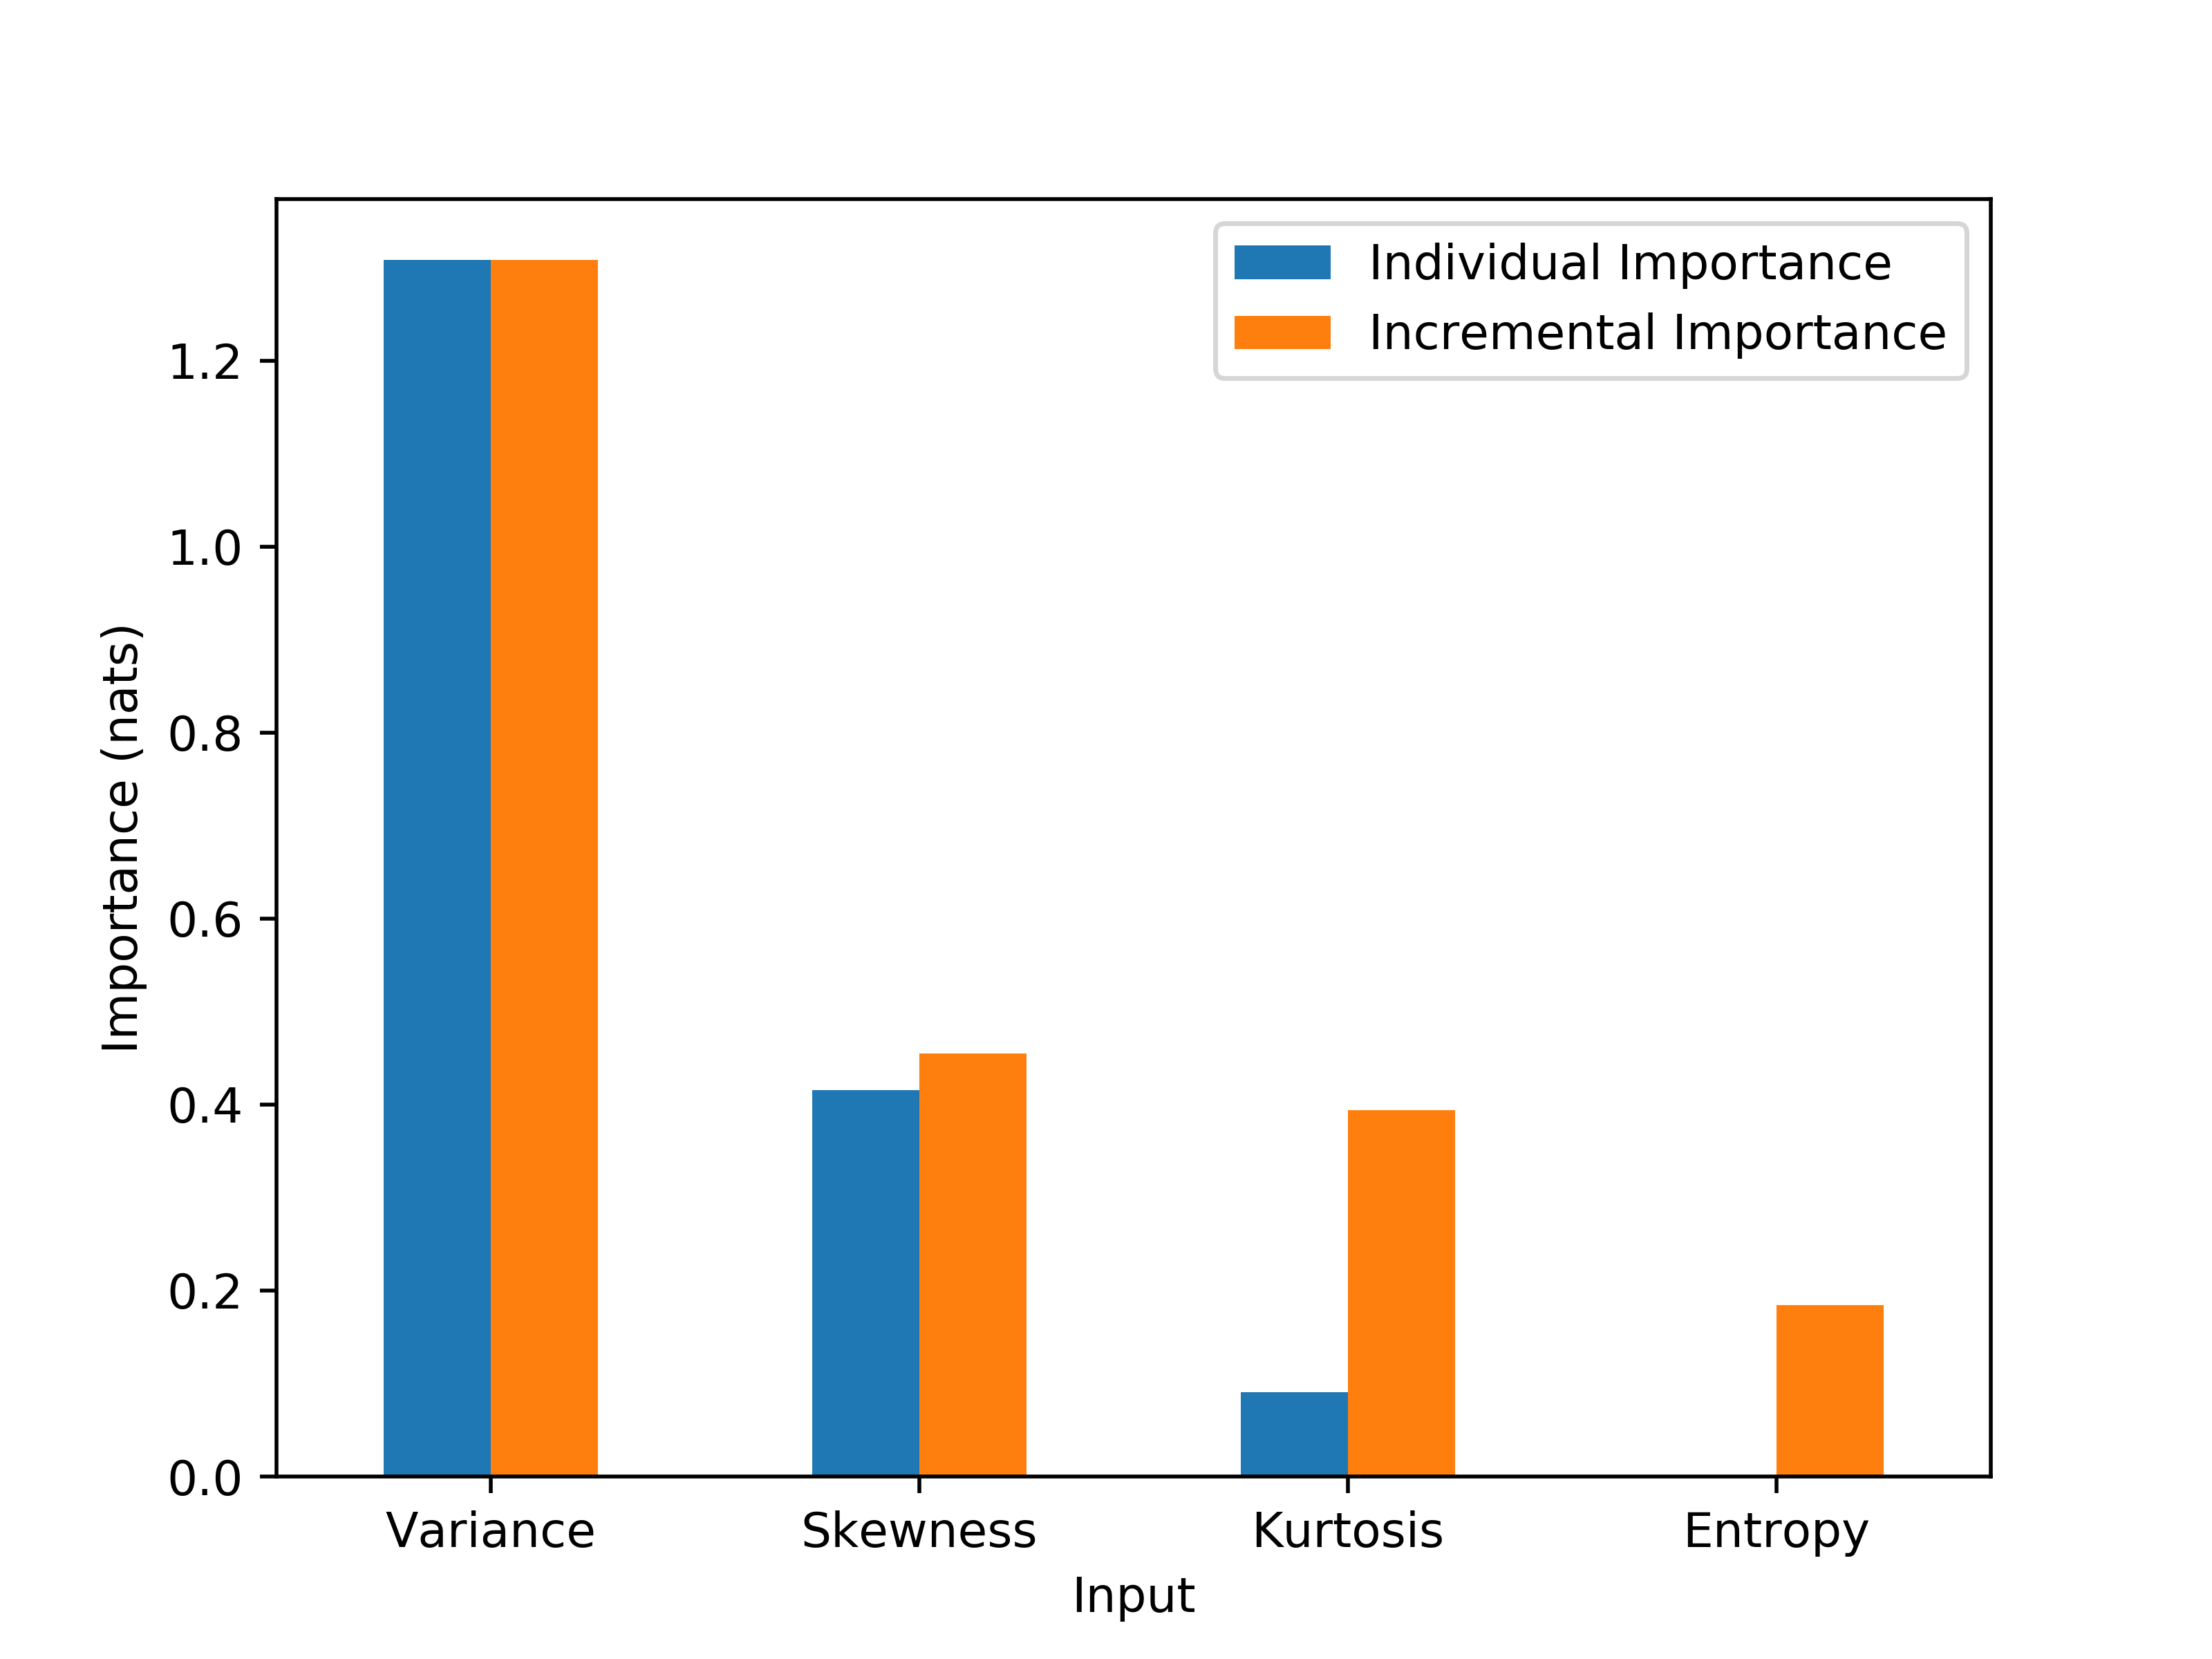 Individual Importance
Incremental Importance
1.2
1.0
0.8
0.6
0.4
0.2
0.0
Importance (nats)
Variance Skewness Kurtosis Entropy
Input